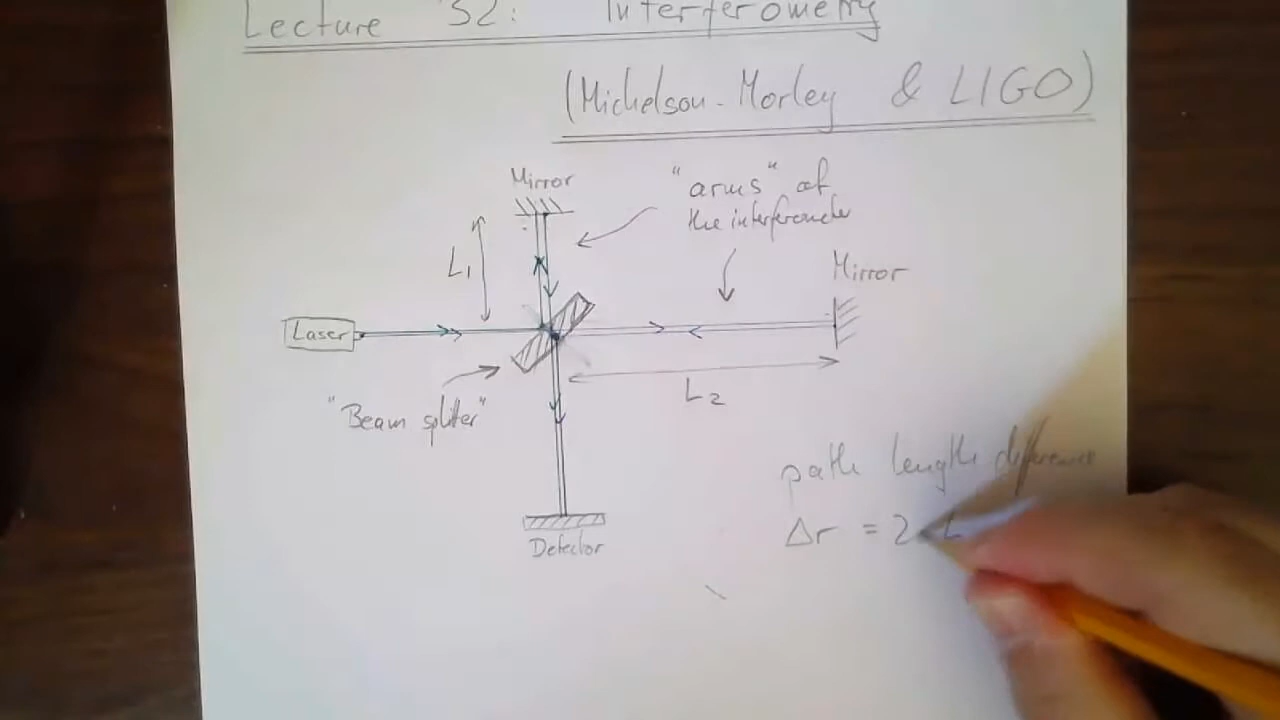 Lecture 32: Interferometry
(Michelson-Morley & LIGO)
Mirror
"arms" of
the interferometer
L₁
Mirror
Laser
L₂
"Beam spliter"
path length difference
Δr = 2
Detector